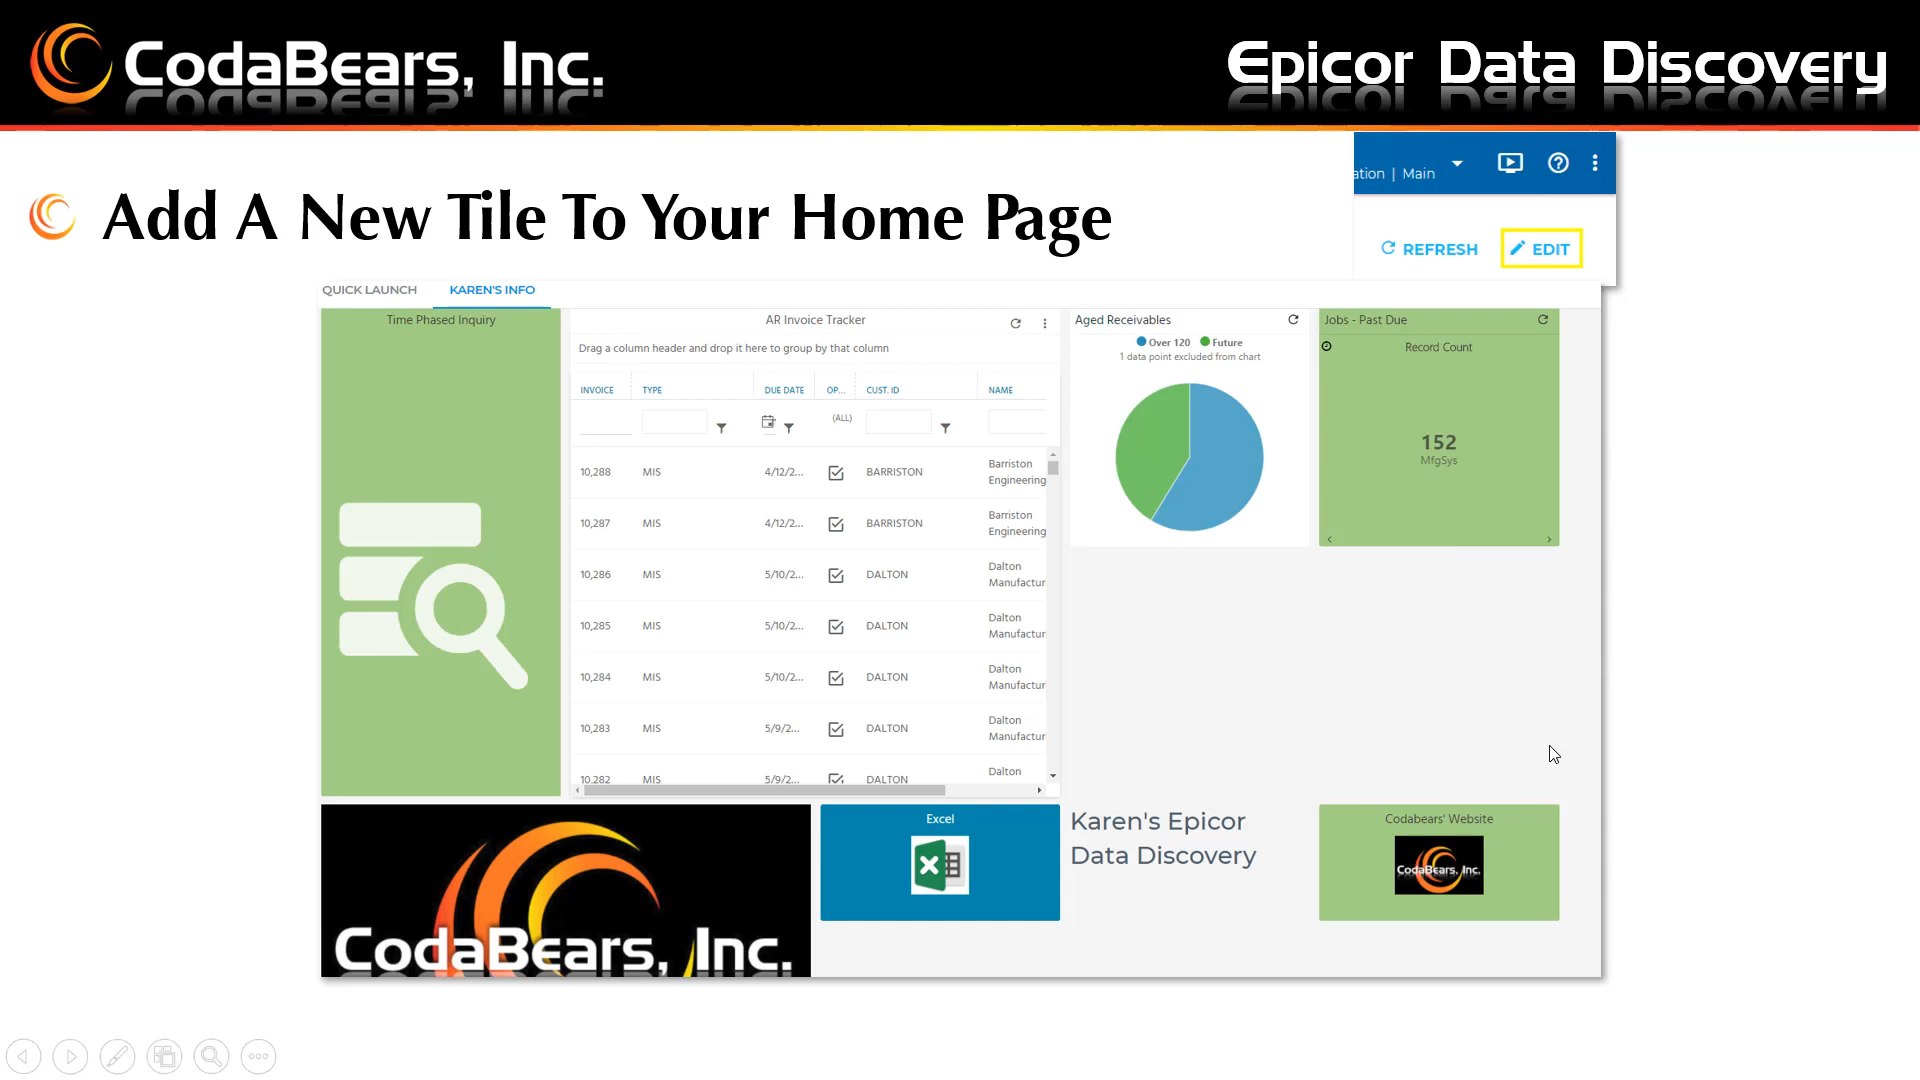 CodaBears, Inc.
Epicor Data Discovery
ation | Main
Add A New Tile To Your Home Page
REFRESH
EDIT
QUICK LAUNCH
KAREN'S INFO
Time Phased Inquiry
AR Invoice Tracker
Drag a column header and drop it here to group by that column
INVOICE TYPE DUE DATE OP... CUST. ID NAME
(ALL)
10,288 MIS 4/12/2... BARRISTON Barriston
Engineering
10,287 MIS 4/12/2... BARRISTON Barriston
Engineering
10,286 MIS 5/10/2... DALTON Dalton
Manufactur
10,285 MIS 5/10/2... DALTON Dalton
Manufactur
10,284 MIS 5/10/2... DALTON Dalton
Manufactur
10,283 MIS 5/9/2... DALTON Dalton
Manufactur
10,282 MIS 5/9/2... DALTON Dalton
Aged Receivables
Over 120 Future
1 data point excluded from chart
Jobs - Past Due
Record Count
152
MfgSys
CodaBears, Inc.
Excel
Karen's Epicor
Data Discovery
Codabears' Website
CodaBears, Inc.